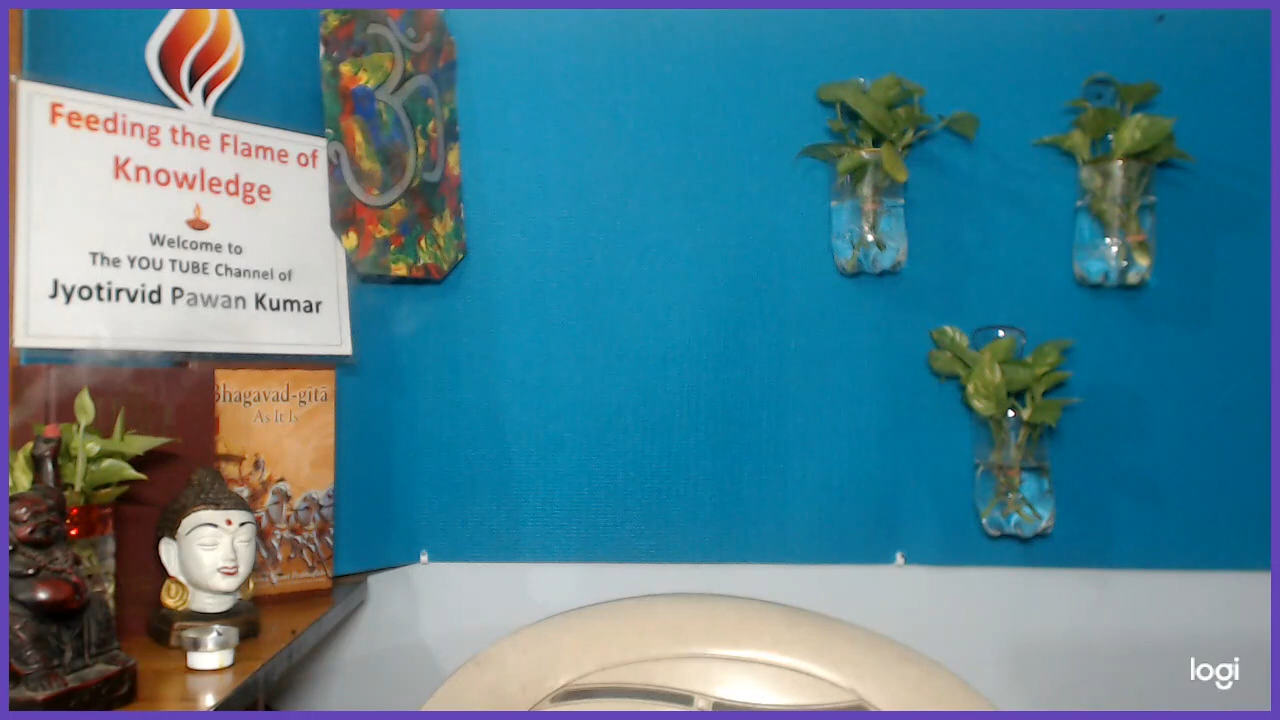 Feeding the Flame of
Knowledge
Welcome to
The YOU TUBE Channel of
Jyotirvid Pawan Kumar
ॐ
Bhagavad-gītā
As It Is
logi